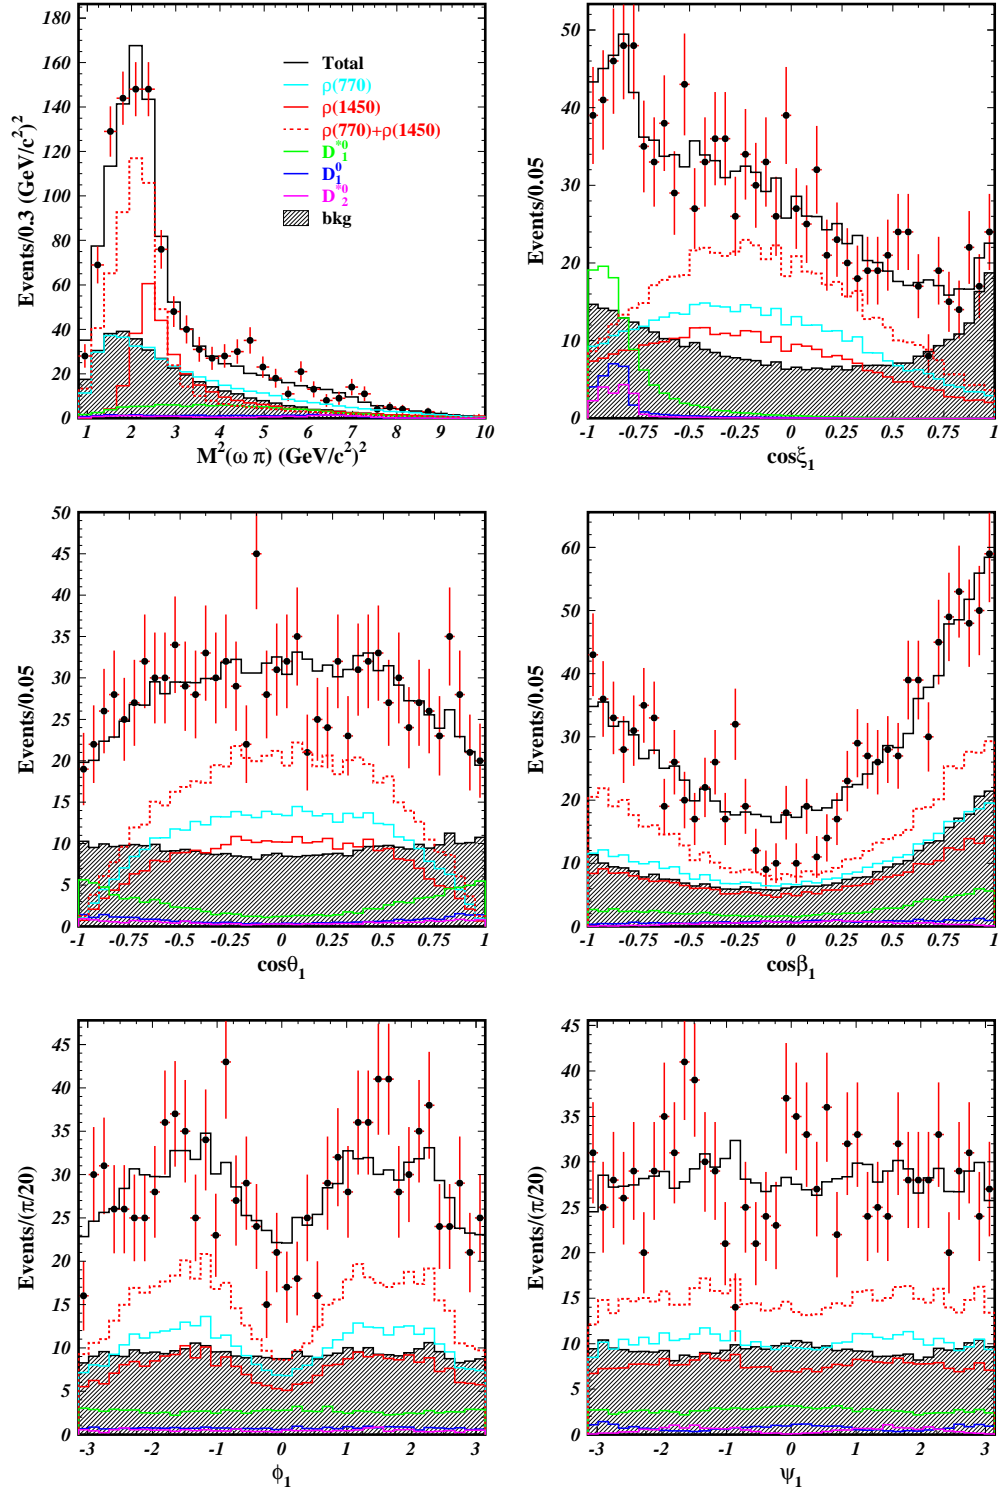 180
160
140
120
100
80
60
40
20
0
Events/0.3 (GeV/c²)²
Total
ρ(770)
ρ(1450)
ρ(770)+ρ(1450)
D*⁰₁
D⁰₁
D*⁰₂
bkg
1 2 3 4 5 6 7 8 9 10
M²(ω π) (GeV/c²)²
50
40
30
20
10
0
Events/0.05
-1 -0.75 -0.5 -0.25 0 0.25 0.5 0.75 1
cosξ₁
50
45
40
35
30
25
20
15
10
5
0
Events/0.05
-1 -0.75 -0.5 -0.25 0 0.25 0.5 0.75 1
cosθ₁
60
50
40
30
20
10
0
Events/0.05
-1 -0.75 -0.5 -0.25 0 0.25 0.5 0.75 1
cosβ₁
45
40
35
30
25
20
15
10
5
0
Events/(π/20)
-3 -2 -1 0 1 2 3
ϕ₁
45
40
35
30
25
20
15
10
5
0
Events/(π/20)
-3 -2 -1 0 1 2 3
ψ₁